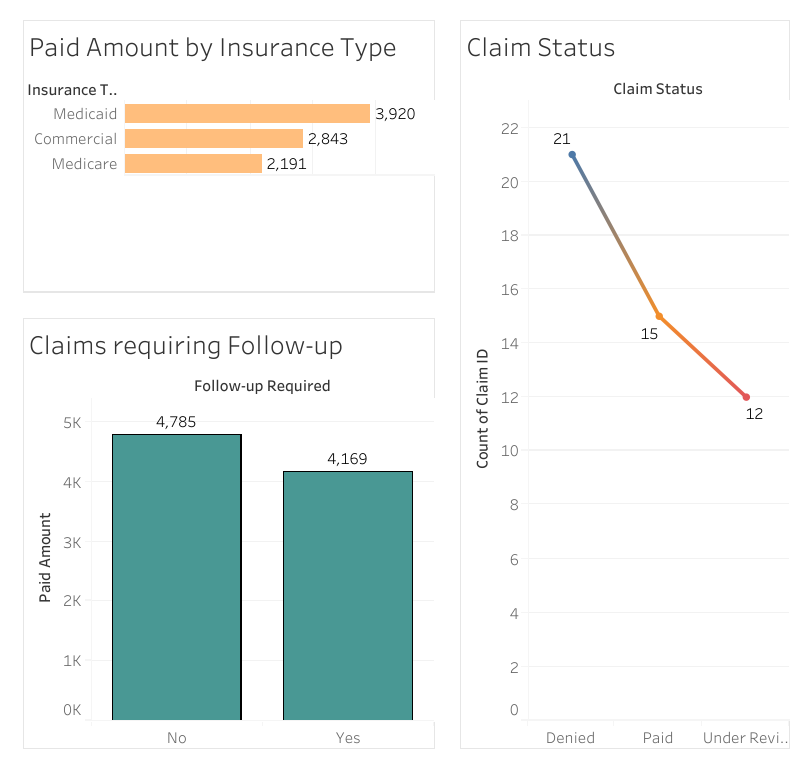 Paid Amount by Insurance Type
Insurance T..
Medicaid 3,920
Commercial 2,843
Medicare 2,191
Claims requiring Follow-up
Follow-up Required
Paid Amount
5K
4K
3K
2K
1K
0K
4,785
4,169
No Yes
Claim Status
Claim Status
Count of Claim ID
22
20
18
16
14
12
10
8
6
4
2
0
21
15
12
Denied Paid Under Revi..